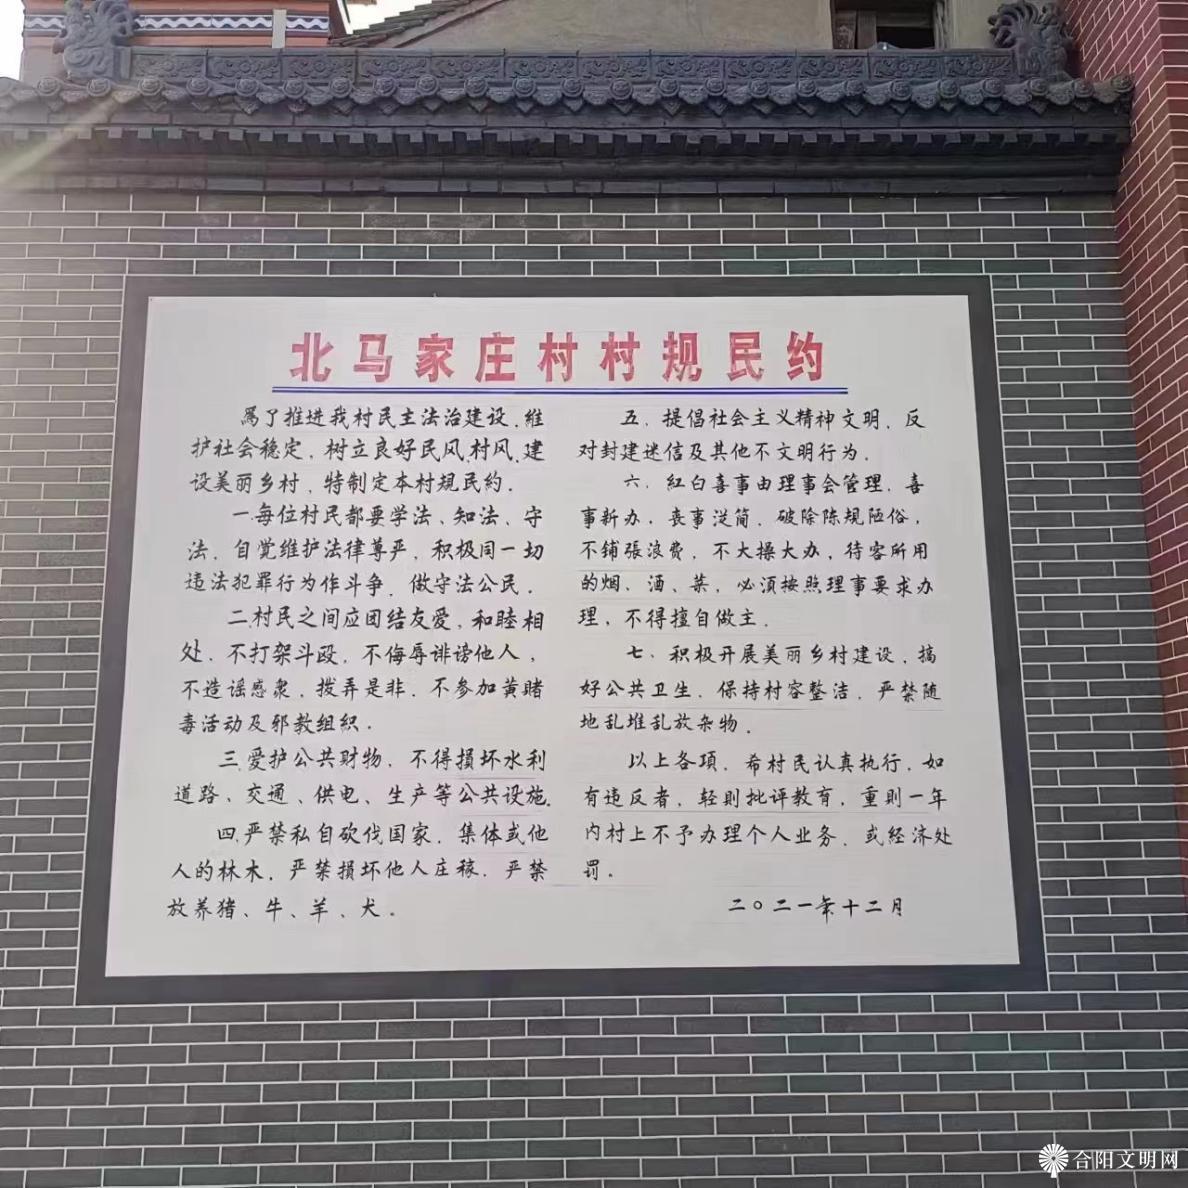 北马家庄村村规民约
為了推进我村民主法治建设.维
护社会稳定，树立良好民风、村风、建
设美丽乡村，特制定本村规民约.
一.每位村民都要学法、知法、守
法，自觉维护法律尊严，积极同一切
违法犯罪行为作斗争，做守法公民.
二.村民之间应团结友爱，和睦相
处，不打架斗殴，不侮辱诽谤他人，
不造谣惑衆，拨弄是非，不参加黄赌
毒活动及邪教组织.
三.爱护公共财物，不得损坏水利
道路、交通、供电、生产等公共设施.
四.严禁私自砍伐国家，集体或他
人的林木，严禁损坏他人庄稼，严禁
放养猪、牛、羊、犬.
五.提倡社会主义精神文明，反
对封建迷信及其他不文明行为.
六.紅白喜事由理事会管理，喜
事新办，丧事从简，破除陈规陋俗，
不铺張浪费，不大操大办，待客所用
的烟、酒、菜，必须按照理事要求办
理，不得擅自做主.
七.积极开展美丽乡村建设，搞
好公共卫生，保持村容整洁，严禁随
地乱堆乱放杂物.
以上各項，希村民认真执行，如
有违反者，轻则批评教育，重则一年
内村上不予办理个人业务，或经济处
罚.
二〇二一年十二月
合阳文明网